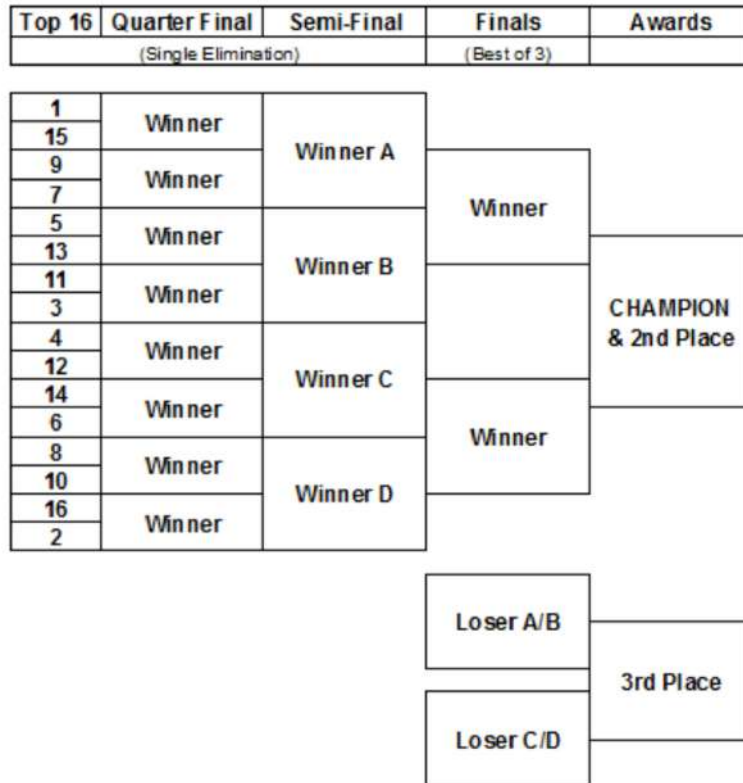 Top 16 Quarter Final Semi-Final Finals Awards
(Single Elimination) (Best of 3)
1
Winner
15
Winner A
9
Winner
7
Winner
5
Winner
13
Winner B
11
Winner
3
CHAMPION
& 2nd Place
4
Winner
12
Winner C
14
Winner
6
Winner
8
Winner
10
Winner D
16
Winner
2
Loser A/B
3rd Place
Loser C/D